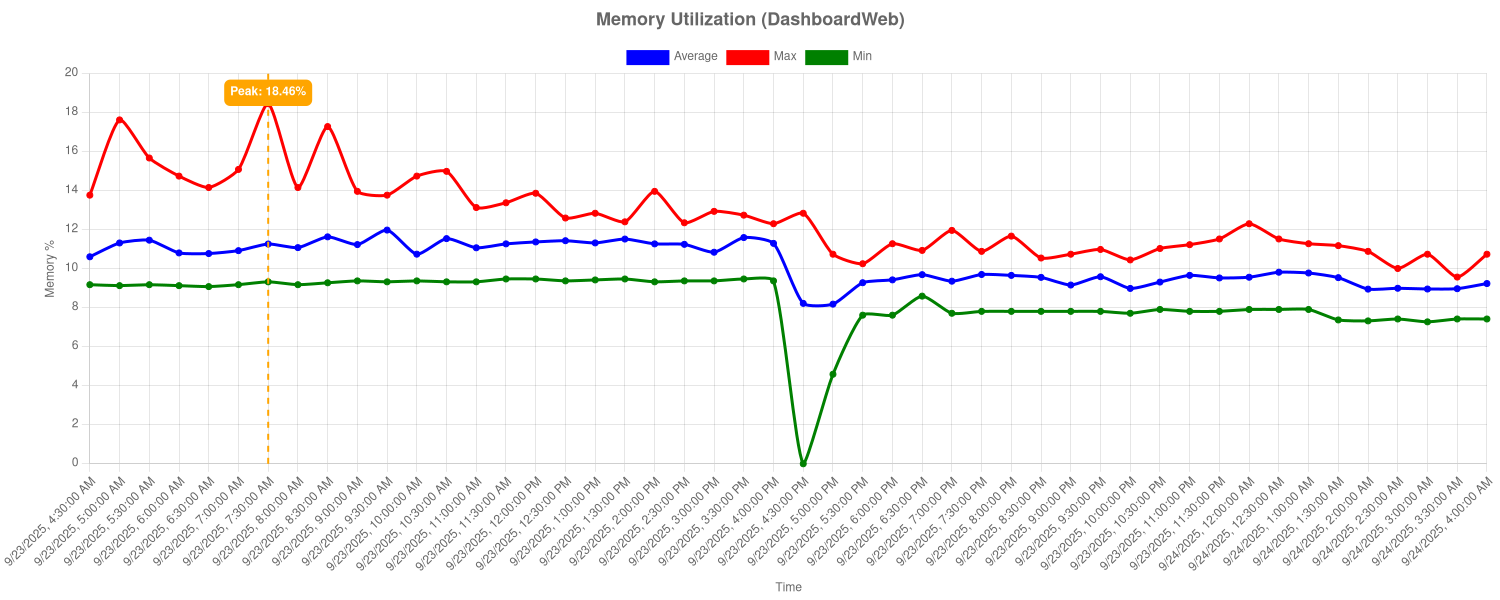 Memory Utilization (DashboardWeb)
Average Max Min
Peak: 18.46%
20
18
16
14
12
10
8
6
4
2
0
Memory %
9/23/2025, 4:30:00 AM
9/23/2025, 5:00:00 AM
9/23/2025, 5:30:00 AM
9/23/2025, 6:00:00 AM
9/23/2025, 6:30:00 AM
9/23/2025, 7:00:00 AM
9/23/2025, 7:30:00 AM
9/23/2025, 8:00:00 AM
9/23/2025, 8:30:00 AM
9/23/2025, 9:00:00 AM
9/23/2025, 9:30:00 AM
9/23/2025, 10:00:00 AM
9/23/2025, 10:30:00 AM
9/23/2025, 11:00:00 AM
9/23/2025, 11:30:00 AM
9/23/2025, 12:00:00 PM
9/23/2025, 12:30:00 PM
9/23/2025, 1:00:00 PM
9/23/2025, 1:30:00 PM
9/23/2025, 2:00:00 PM
9/23/2025, 2:30:00 PM
9/23/2025, 3:00:00 PM
9/23/2025, 3:30:00 PM
9/23/2025, 4:00:00 PM
9/23/2025, 4:30:00 PM
9/23/2025, 5:00:00 PM
9/23/2025, 5:30:00 PM
9/23/2025, 6:00:00 PM
9/23/2025, 6:30:00 PM
9/23/2025, 7:00:00 PM
9/23/2025, 7:30:00 PM
9/23/2025, 8:00:00 PM
9/23/2025, 8:30:00 PM
9/23/2025, 9:00:00 PM
9/23/2025, 9:30:00 PM
9/23/2025, 10:00:00 PM
9/23/2025, 10:30:00 PM
9/23/2025, 11:00:00 PM
9/23/2025, 11:30:00 PM
9/24/2025, 12:00:00 AM
9/24/2025, 12:30:00 AM
9/24/2025, 1:00:00 AM
9/24/2025, 1:30:00 AM
9/24/2025, 2:00:00 AM
9/24/2025, 2:30:00 AM
9/24/2025, 3:00:00 AM
9/24/2025, 3:30:00 AM
9/24/2025, 4:00:00 AM
Time